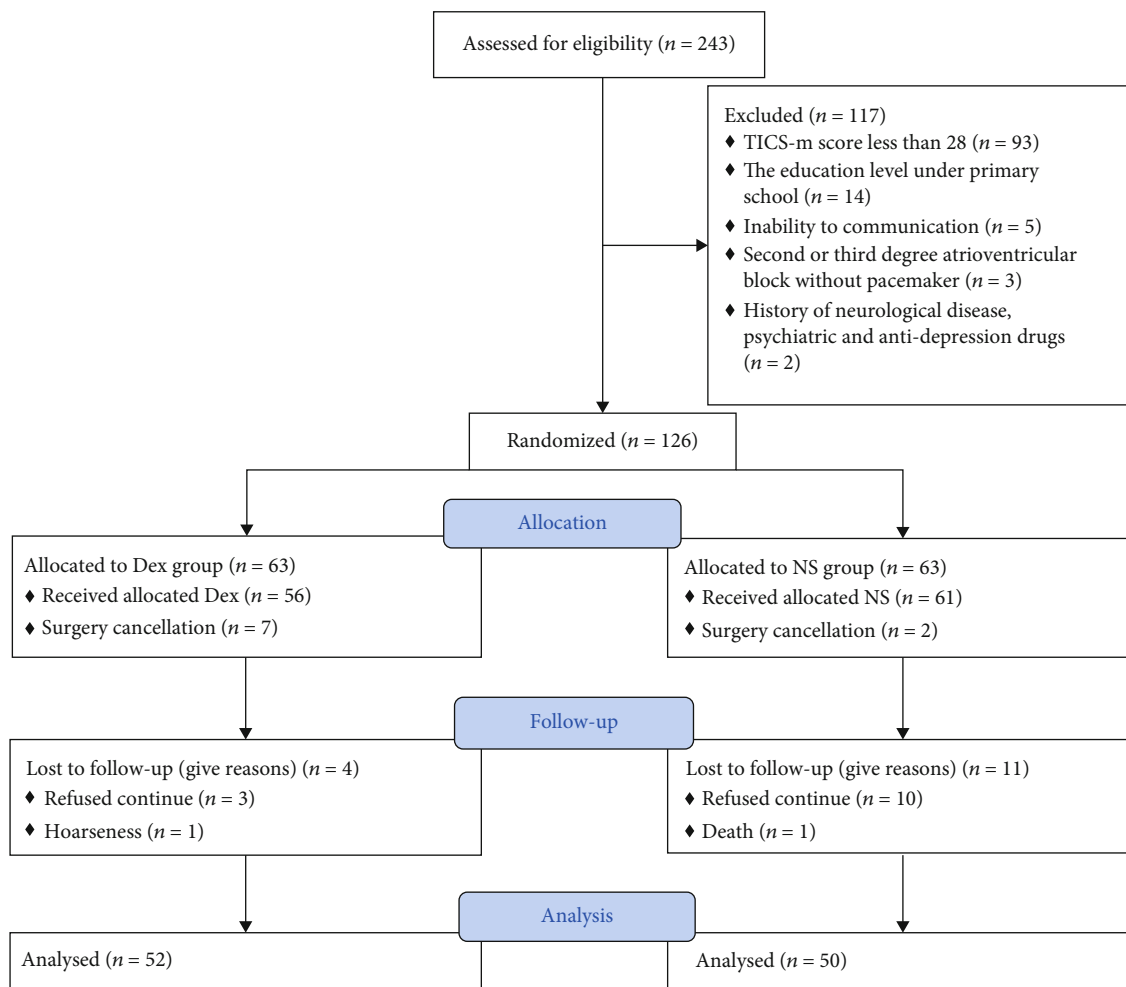 Assessed for eligibility (n = 243)
Excluded (n = 117)
♦ TICS-m score less than 28 (n = 93)
♦ The education level under primary
school (n = 14)
♦ Inability to communication (n = 5)
♦ Second or third degree atrioventricular
block without pacemaker (n = 3)
♦ History of neurological disease,
psychiatric and anti-depression drugs
(n = 2)
Randomized (n = 126)
Allocation
Allocated to Dex group (n = 63)
♦ Received allocated Dex (n = 56)
♦ Surgery cancellation (n = 7)
Allocated to NS group (n = 63)
♦ Received allocated NS (n = 61)
♦ Surgery cancellation (n = 2)
Follow-up
Lost to follow-up (give reasons) (n = 4)
♦ Refused continue (n = 3)
♦ Hoarseness (n = 1)
Lost to follow-up (give reasons) (n = 11)
♦ Refused continue (n = 10)
♦ Death (n = 1)
Analysis
Analysed (n = 52)
Analysed (n = 50)